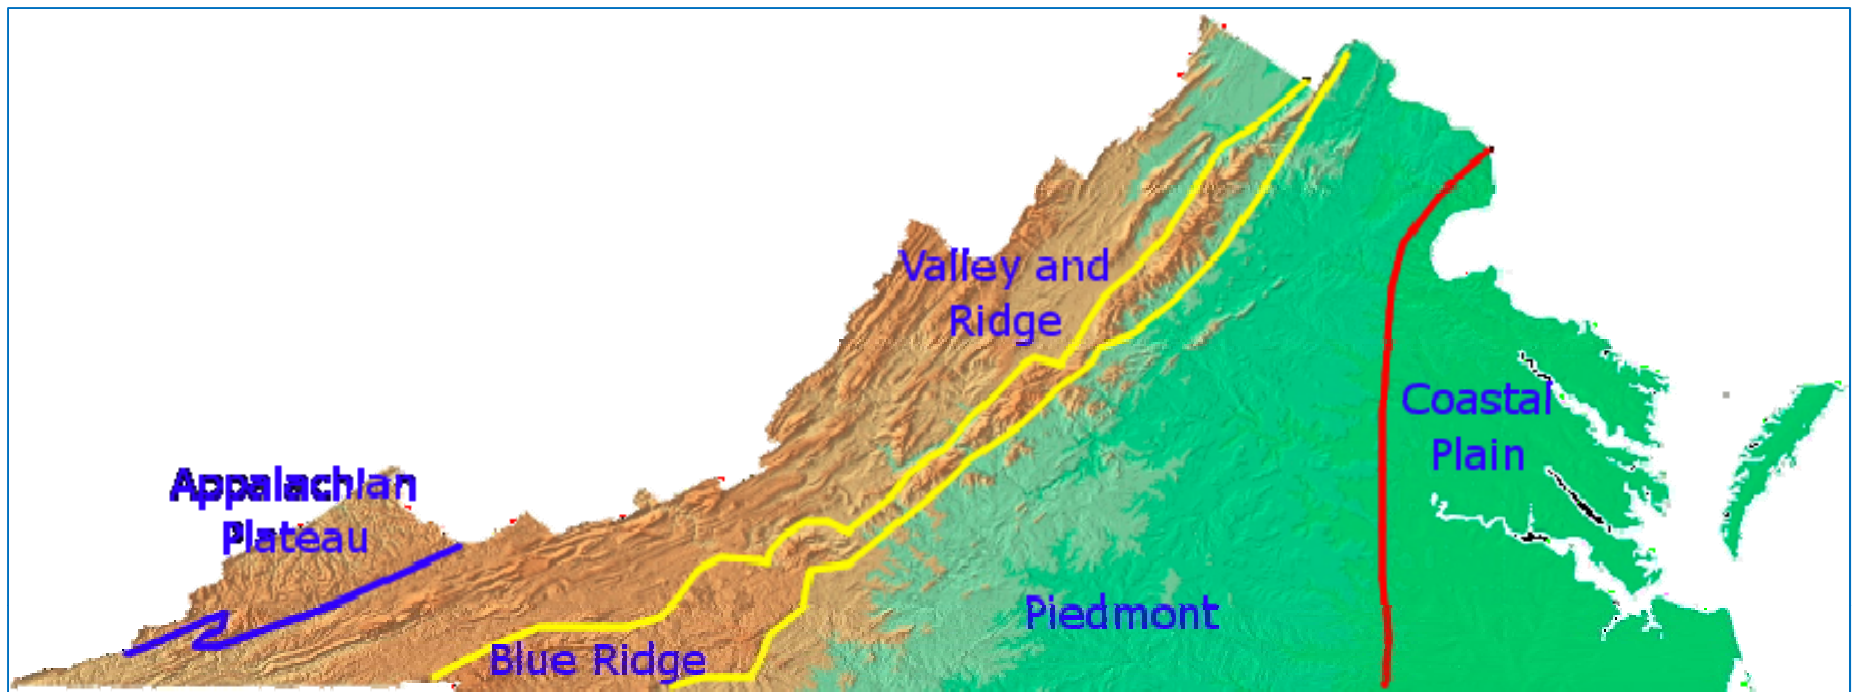 Valley and
Ridge
Coastal
Plain
Appalachian
Plateau
Piedmont
Blue Ridge